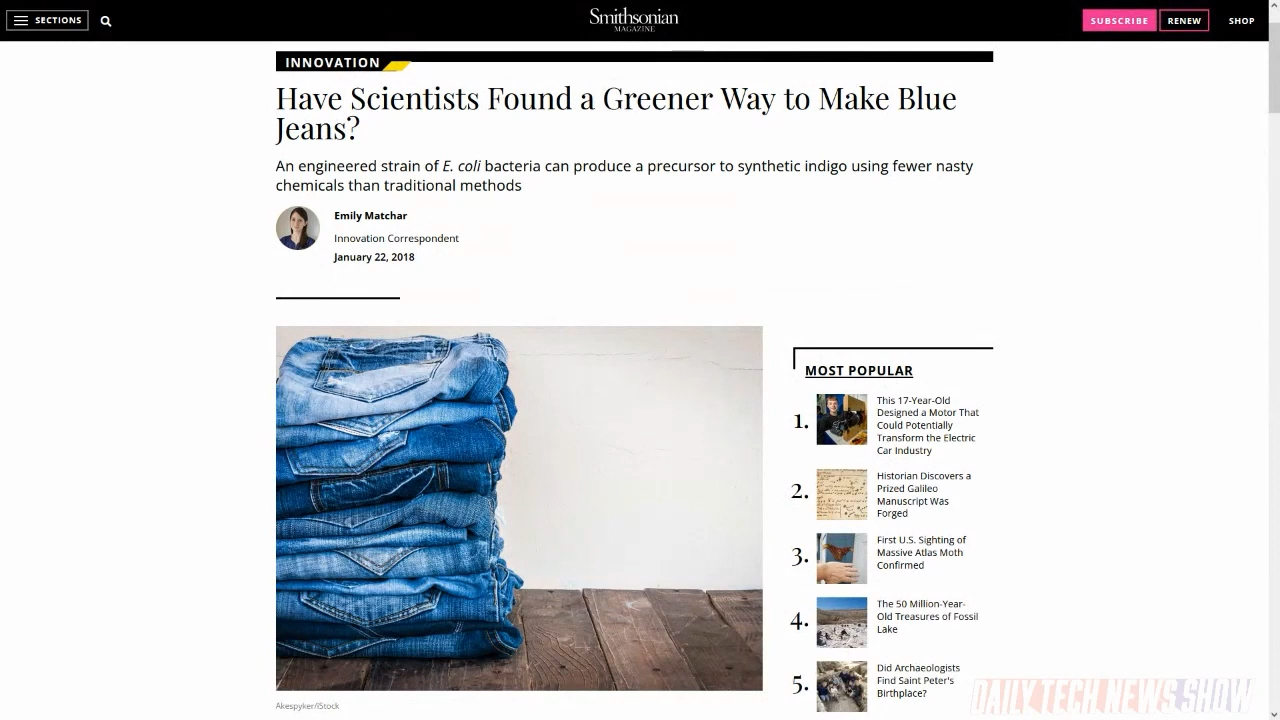 SECTIONS
Smithsonian
MAGAZINE
SUBSCRIBE
RENEW
SHOP
INNOVATION
Have Scientists Found a Greener Way to Make Blue
Jeans?
An engineered strain of E. coli bacteria can produce a precursor to synthetic indigo using fewer nasty
chemicals than traditional methods
Emily Matchar
Innovation Correspondent
January 22, 2018
MOST POPULAR
1.
This 17-Year-Old
Designed a Motor That
Could Potentially
Transform the Electric
Car Industry
2.
Historian Discovers a
Prized Galileo
Manuscript Was
Forged
3.
First U.S. Sighting of
Massive Atlas Moth
Confirmed
4.
The 50 Million-Year-
Old Treasures of Fossil
Lake
5.
Did Archaeologists
Find Saint Peter's
Birthplace?
Akespyker/iStock
DAILY TECH NEWS SHOW